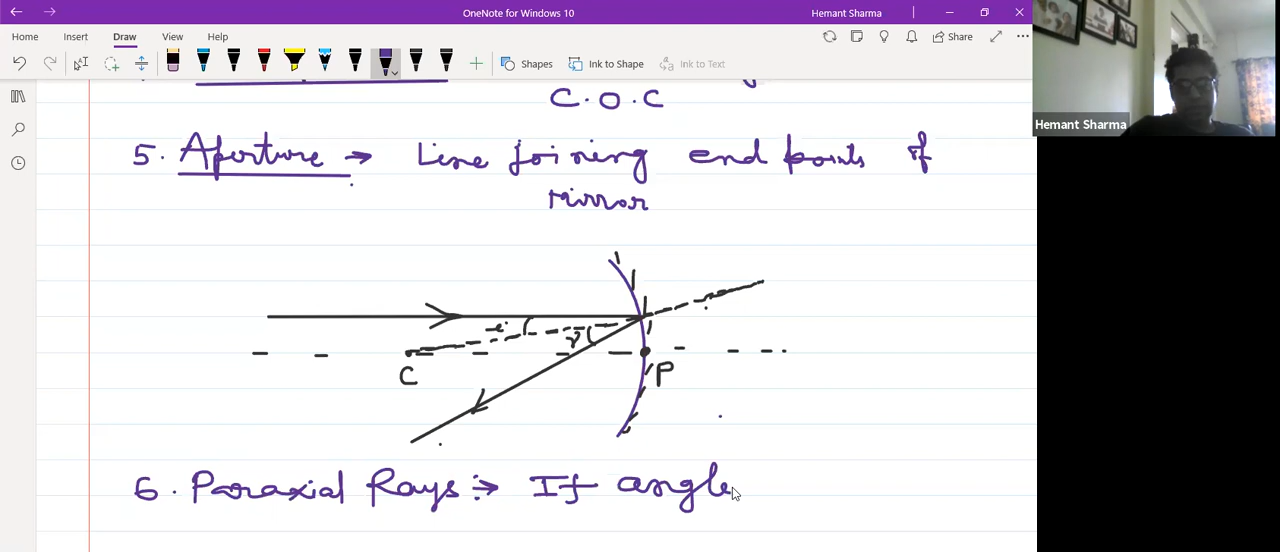 OneNote for Windows 10
Hemant Sharma
Home Insert Draw View Help
Share
Shapes
Ink to Shape
Ink to Text
Hemant Sharma
C.O.C
5. Aperture → Line joining end points of
mirror
i
r
C
P
6. Paraxial Rays :→ If angle